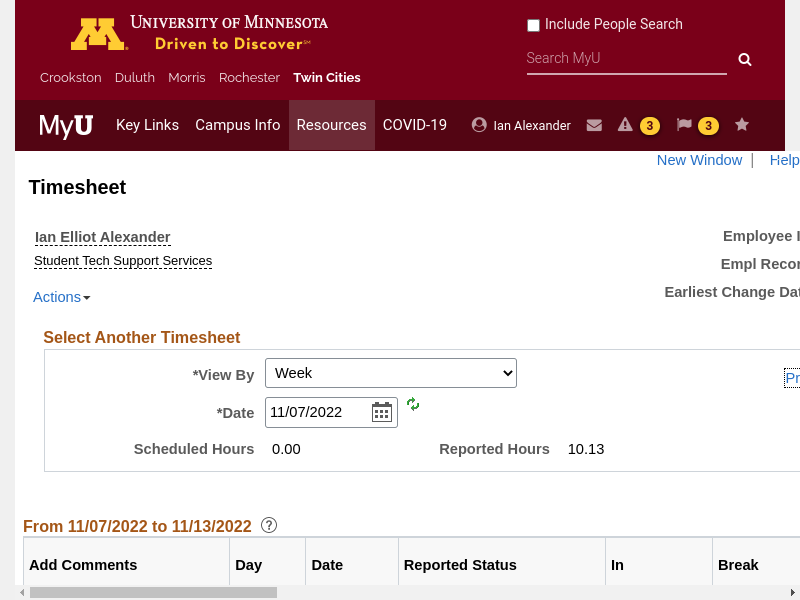 UNIVERSITY OF MINNESOTA
Driven to Discover℠
Include People Search
Search MyU
Crookston Duluth Morris Rochester Twin Cities
MyU Key Links Campus Info Resources COVID-19 Ian Alexander 3 3
New Window | Help
Timesheet
Ian Elliot Alexander
Student Tech Support Services
Employee I
Empl Recor
Earliest Change Dat
Actions
Select Another Timesheet
*View By Week
Pr
*Date 11/07/2022
Scheduled Hours 0.00 Reported Hours 10.13
From 11/07/2022 to 11/13/2022 ?
Add Comments Day Date Reported Status In Break